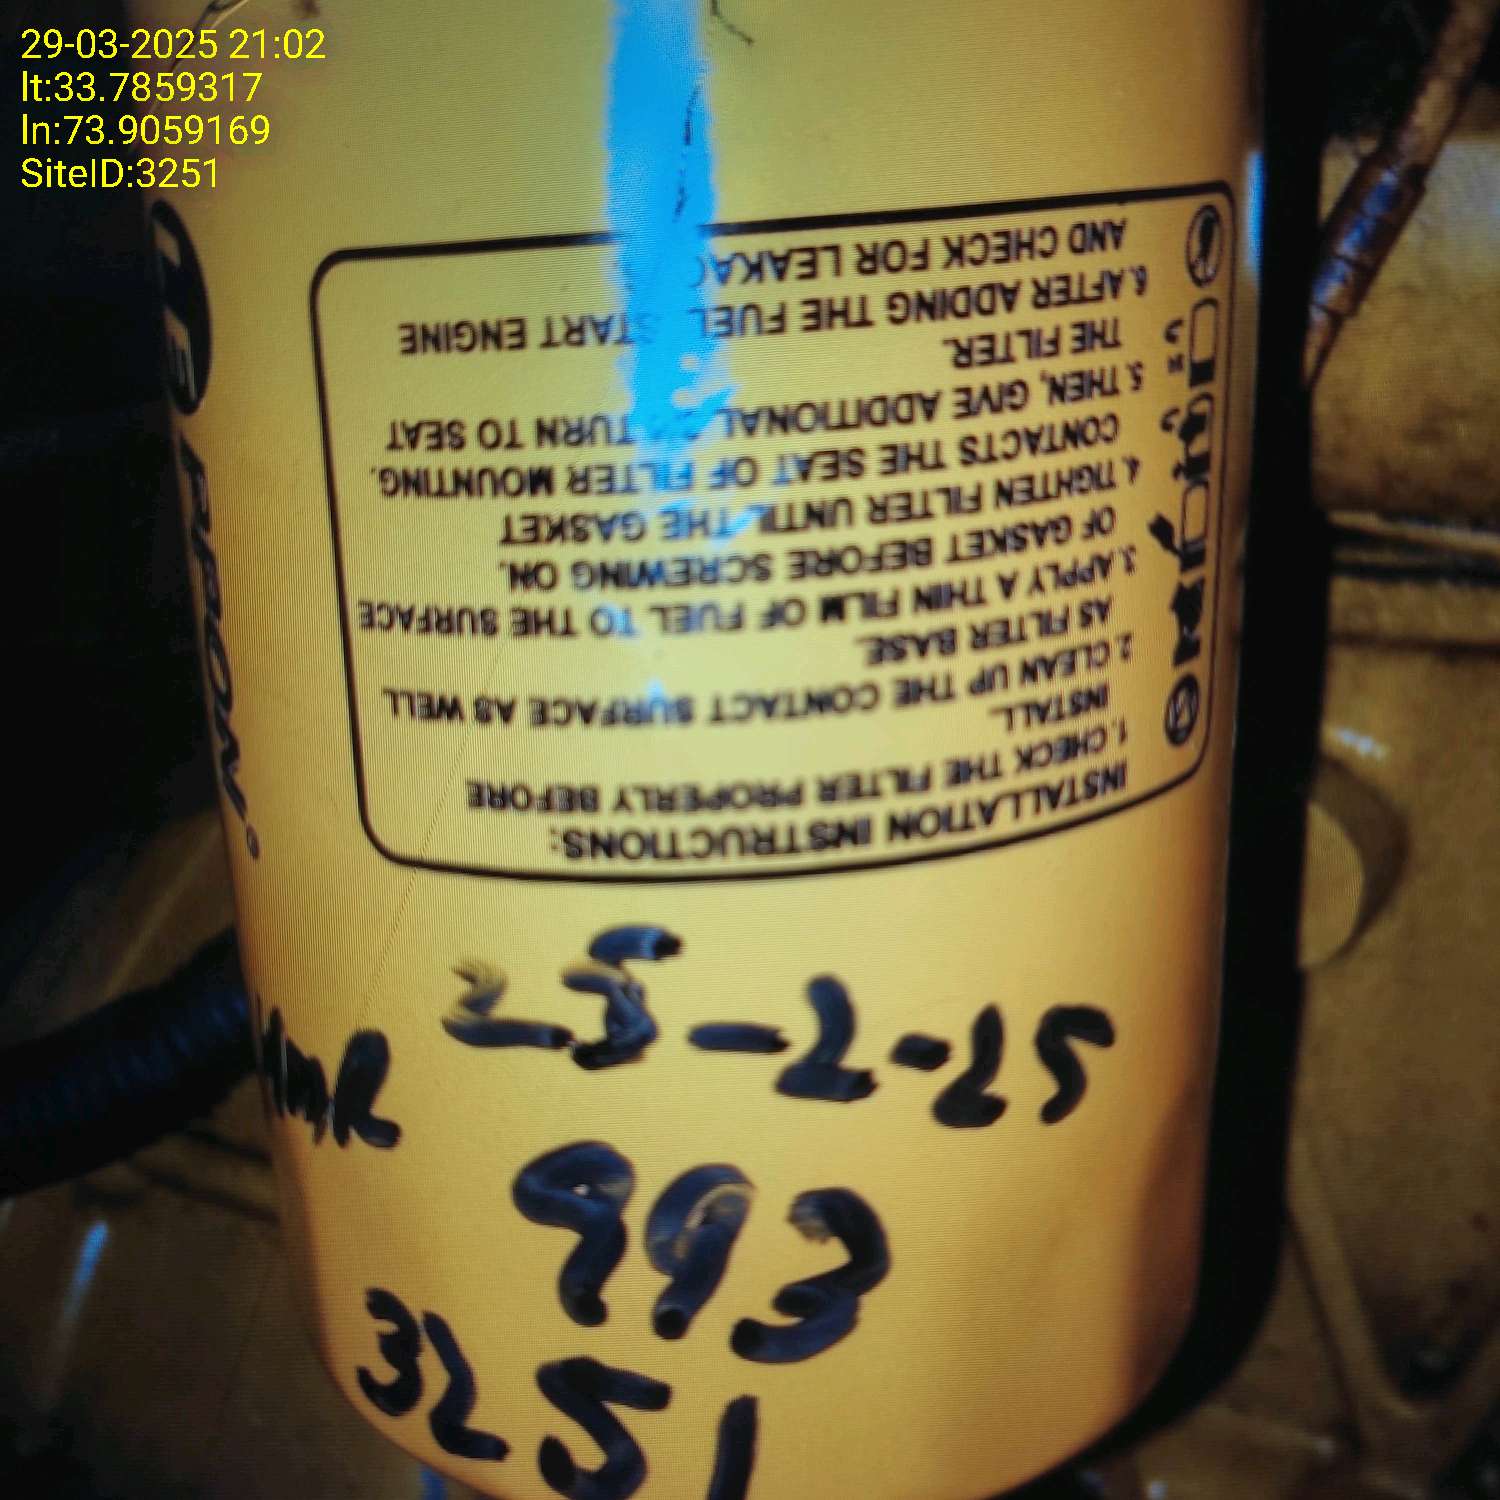 29-03-2025 21:02
lt:33.7859317
ln:73.9059169
SiteID:3251
INSTALLATION INSTRUCTIONS:
1. CHECK THE FILTER PROPERLY BEFORE
INSTALL.
2. CLEAN UP THE CONTACT SURFACE AS WELL
AS FILTER BASE.
3. APPLY A THIN FILM OF FUEL TO THE SURFACE
OF GASKET BEFORE SCREWING ON.
4. TIGHTEN FILTER UNTIL THE GASKET
CONTACTS THE SEAT OF FILTER MOUNTING.
5. THEN, GIVE ADDITIONAL TURN TO SEAT
THE FILTER.
6. AFTER ADDING THE FUEL START ENGINE
AND CHECK FOR
25-2-25
993
3251